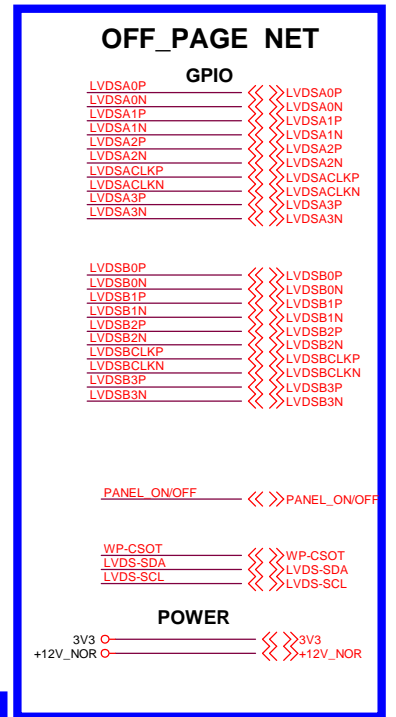 OFF_PAGE NET
GPIO
LVDSA0P LVDSA0P
LVDSA0N LVDSA0N
LVDSA1P LVDSA1P
LVDSA1N LVDSA1N
LVDSA2P LVDSA2P
LVDSA2N LVDSA2N
LVDSACLKP LVDSACLKP
LVDSACLKN LVDSACLKN
LVDSA3P LVDSA3P
LVDSA3N LVDSA3N
LVDSB0P LVDSB0P
LVDSB0N LVDSB0N
LVDSB1P LVDSB1P
LVDSB1N LVDSB1N
LVDSB2P LVDSB2P
LVDSB2N LVDSB2N
LVDSBCLKP LVDSBCLKP
LVDSBCLKN LVDSBCLKN
LVDSB3P LVDSB3P
LVDSB3N LVDSB3N
PANEL_ON/OFF PANEL_ON/OFF
WP-CSOT WP-CSOT
LVDS-SDA LVDS-SDA
LVDS-SCL LVDS-SCL
POWER
3V3 3V3
+12V_NOR +12V_NOR